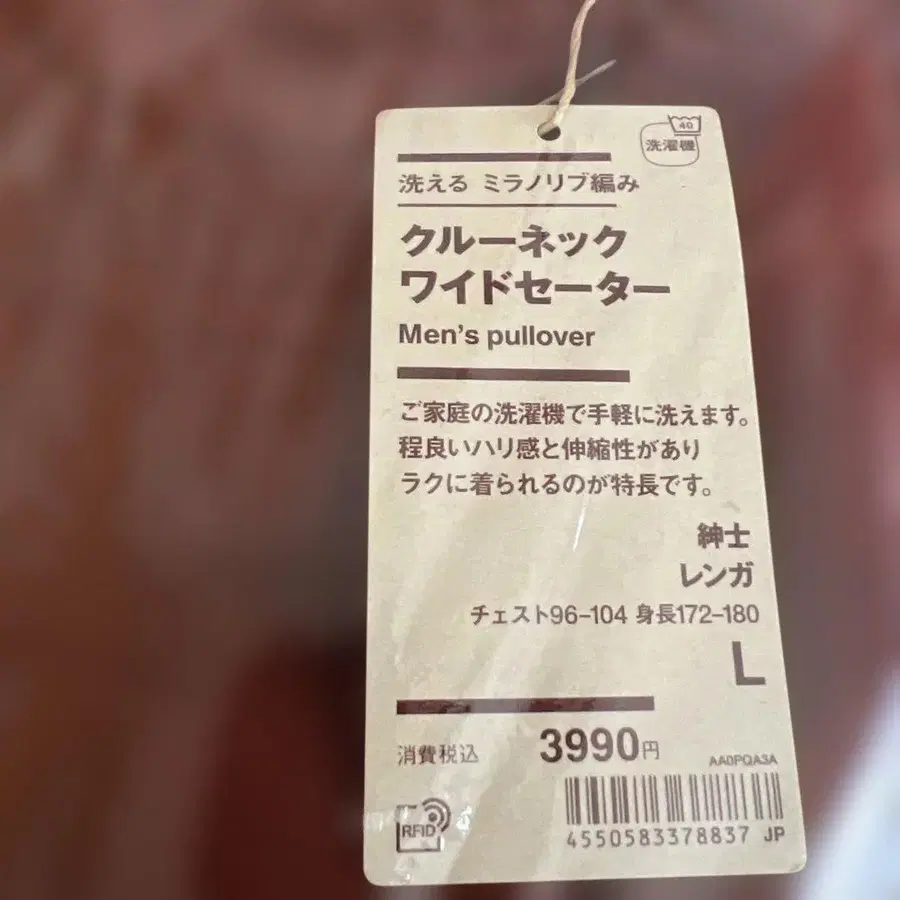 40
洗濯機
洗える ミラノリブ編み
クルーネック
ワイドセーター
Men's pullover
ご家庭の洗濯機で手軽に洗えます。
程良いハリ感と伸縮性があり
ラクに着られるのが特長です。
紳士
レンガ
チェスト96-104 身長172-180
L
消費税込 3990円
AA0PQA3A
RFID
4550583378837 JP